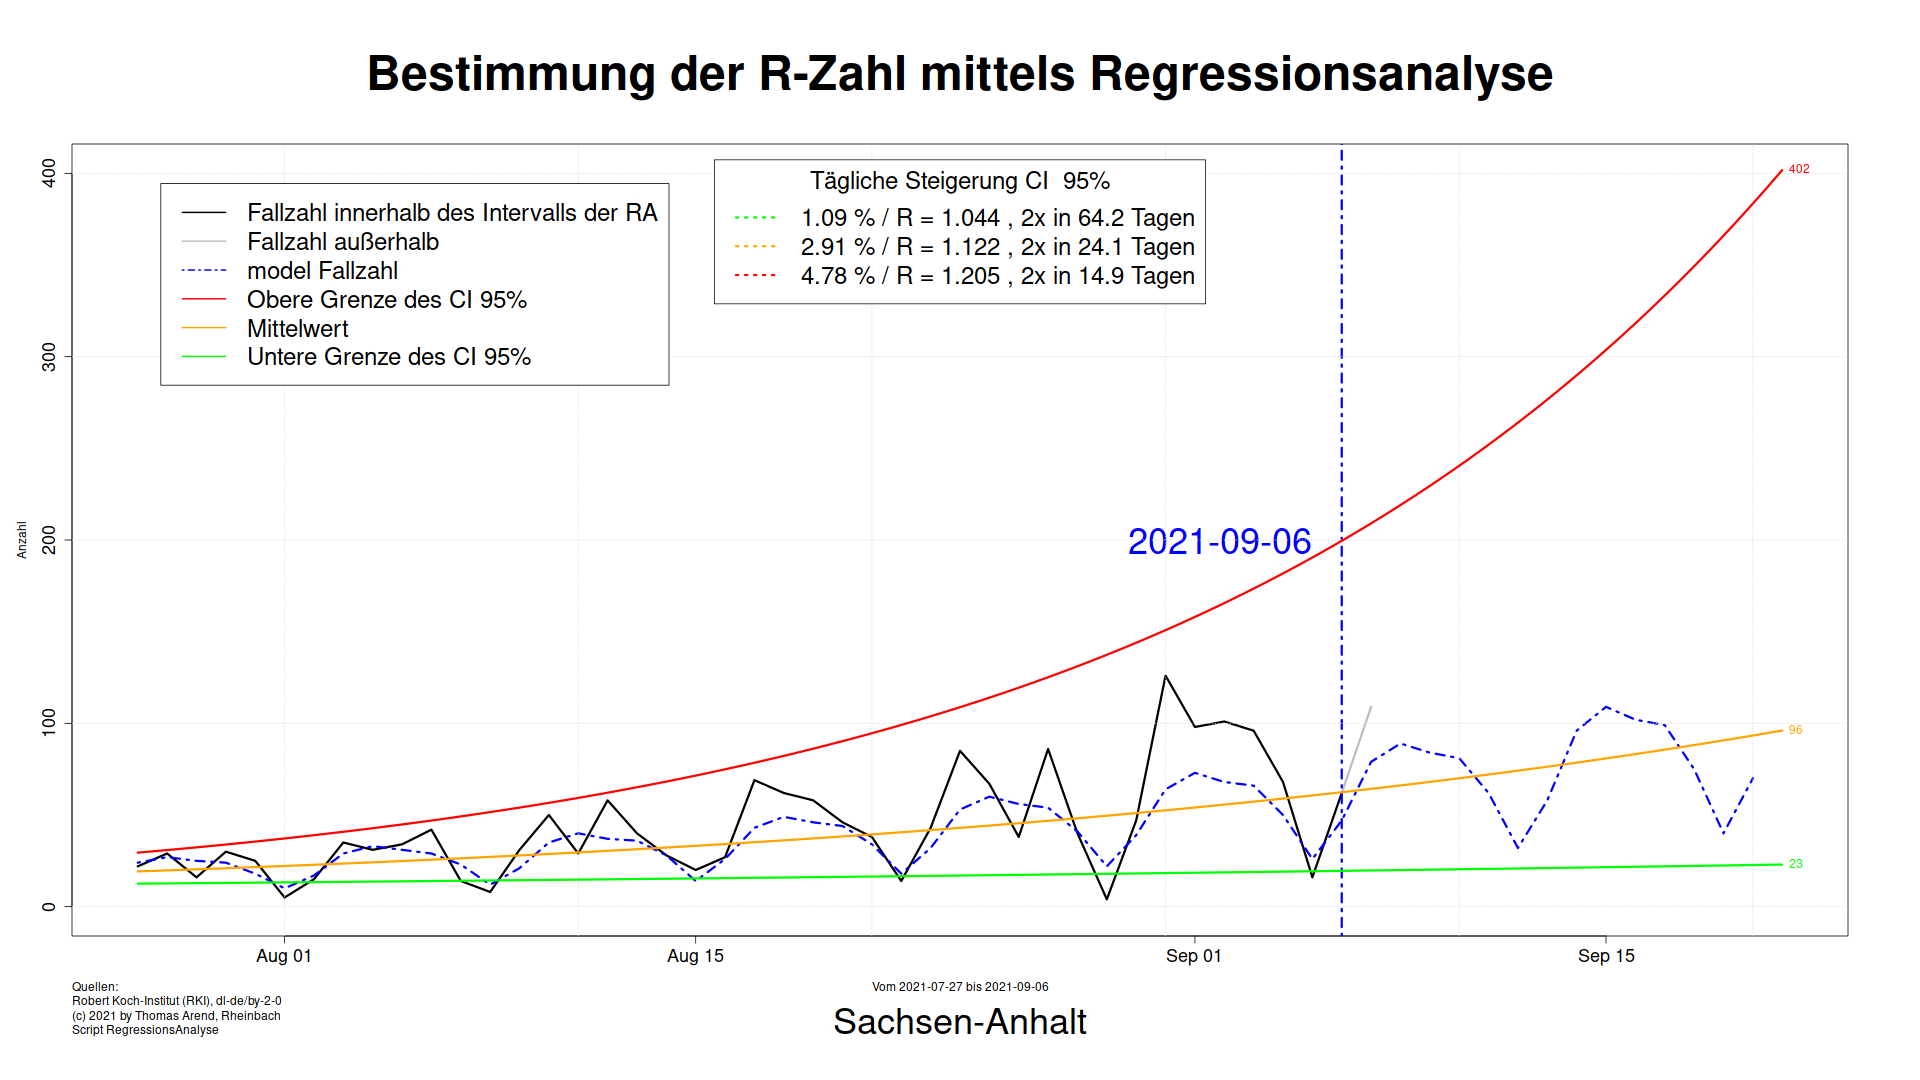 Bestimmung der R-Zahl mittels Regressionsanalyse
Fallzahl innerhalb des Intervalls der RA
Fallzahl außerhalb
model Fallzahl
Obere Grenze des CI 95%
Mittelwert
Untere Grenze des CI 95%
Tägliche Steigerung CI  95%
1.09 % / R = 1.044 , 2x in 64.2 Tagen
2.91 % / R = 1.122 , 2x in 24.1 Tagen
4.78 % / R = 1.205 , 2x in 14.9 Tagen
400
300
200
100
0
Anzahl
2021-09-06
402
96
23
Aug 01
Aug 15
Sep 01
Sep 15
Quellen:
Robert Koch-Institut (RKI), dl-de/by-2-0
(c) 2021 by Thomas Arend, Rheinbach
Script RegressionsAnalyse
Vom 2021-07-27 bis 2021-09-06
Sachsen-Anhalt